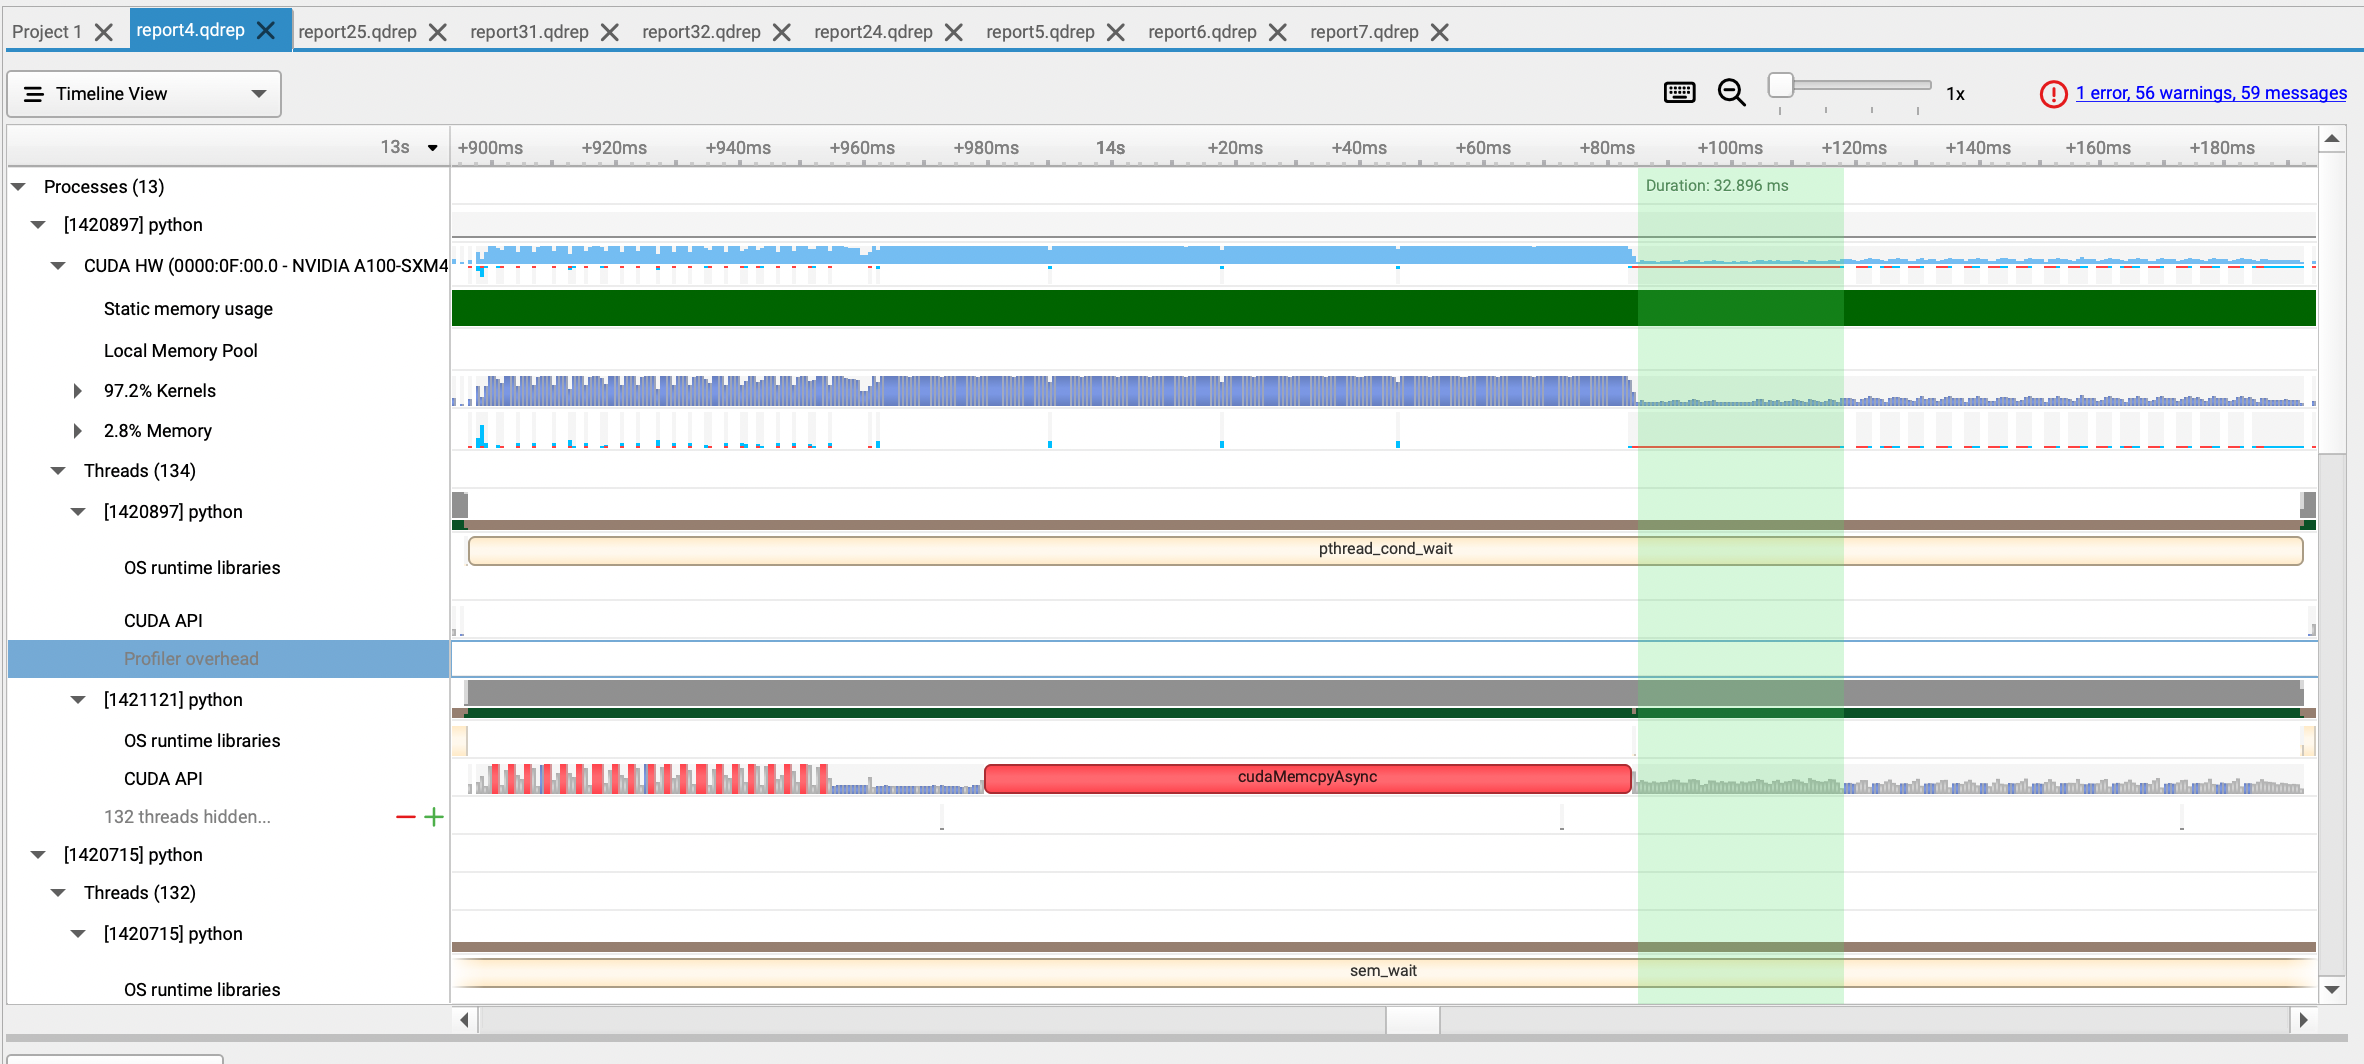 Project 1 report4.qdrep report25.qdrep report31.qdrep report32.qdrep report24.qdrep report5.qdrep report6.qdrep report7.qdrep
Timeline View 1x 1 error, 56 warnings, 59 messages
13s +900ms +920ms +940ms +960ms +980ms 14s +20ms +40ms +60ms +80ms +100ms +120ms +140ms +160ms +180ms
Processes (13) Duration: 32.896 ms
[1420897] python
CUDA HW (0000:0F:00.0 - NVIDIA A100-SXM4
Static memory usage
Local Memory Pool
97.2% Kernels
2.8% Memory
Threads (134)
[1420897] python
pthread_cond_wait
OS runtime libraries
CUDA API
Profiler overhead
[1421121] python
OS runtime libraries
CUDA API cudaMemcpyAsync
132 threads hidden...
[1420715] python
Threads (132)
[1420715] python
sem_wait
OS runtime libraries